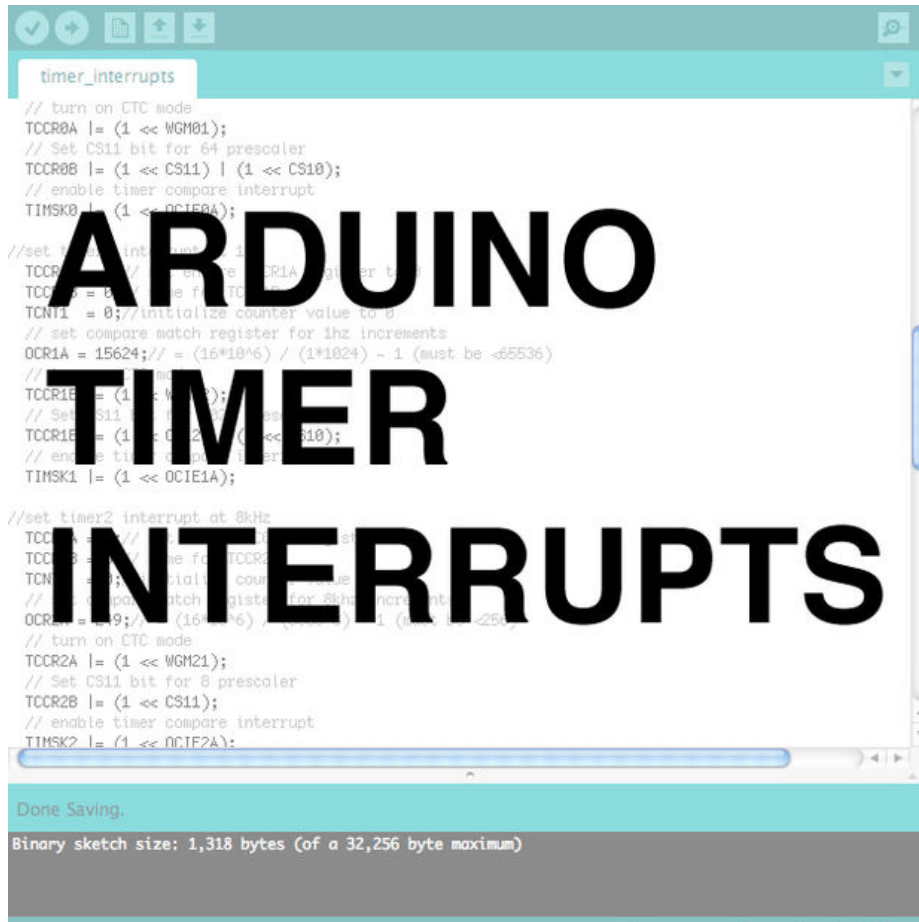 timer_interrupts
// turn on CTC mode
TCCR0A |= (1 << WGM01);
// Set CS11 bit for 64 prescaler
TCCR0B |= (1 << CS11) | (1 << CS10);
// enable timer compare interrupt
TIMSK0 |= (1 << OCIE0A);
ARDUINO
//set
TCNT1 = 0;//initialize counter value to 0
// set compare match register for 1hz increments
OCR1A = 15624;// = (16*10^6) / (1*1024) - 1 (must be <65536)
TIMER
TIMSK1 |= (1 << OCIE1A);
//set timer2 interrupt at 8kHz
INTERRUPTS
// turn on CTC mode
TCCR2A |= (1 << WGM21);
// Set CS11 bit for 8 prescaler
TCCR2B |= (1 << CS11);
// enable timer compare interrupt
TIMSK2 |= (1 << OCIE2A);
Done Saving.
Binary sketch size: 1,318 bytes (of a 32,256 byte maximum)